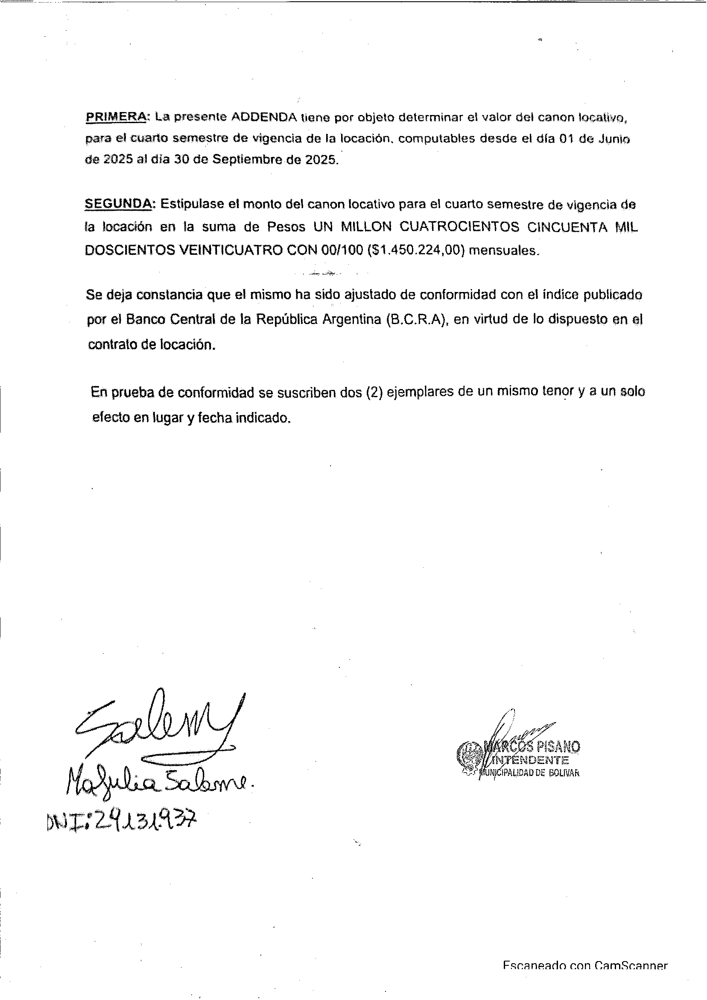 PRIMERA: La presente ADDENDA tiene por objeto determinar el valor del canon locativo,
para el cuarto semestre de vigencia de la locación, computables desde el día 01 de Junio
de 2025 al día 30 de Septiembre de 2025.
SEGUNDA: Estipulase el monto del canon locativo para el cuarto semestre de vigencia de
la locación en la suma de Pesos UN MILLON CUATROCIENTOS CINCUENTA MIL
DOSCIENTOS VEINTICUATRO CON 00/100 ($1.450.224,00) mensuales.
Se deja constancia que el mismo ha sido ajustado de conformidad con el índice publicado
por el Banco Central de la República Argentina (B.C.R.A), en virtud de lo dispuesto en el
contrato de locación.
En prueba de conformidad se suscriben dos (2) ejemplares de un mismo tenor y a un solo
efecto en lugar y fecha indicado.
Ma Julia Salome.
DNI: 29.131.937
MARCOS PISANO
INTENDENTE
MUNICIPALIDAD DE BOLIVAR
Escaneado con CamScanner